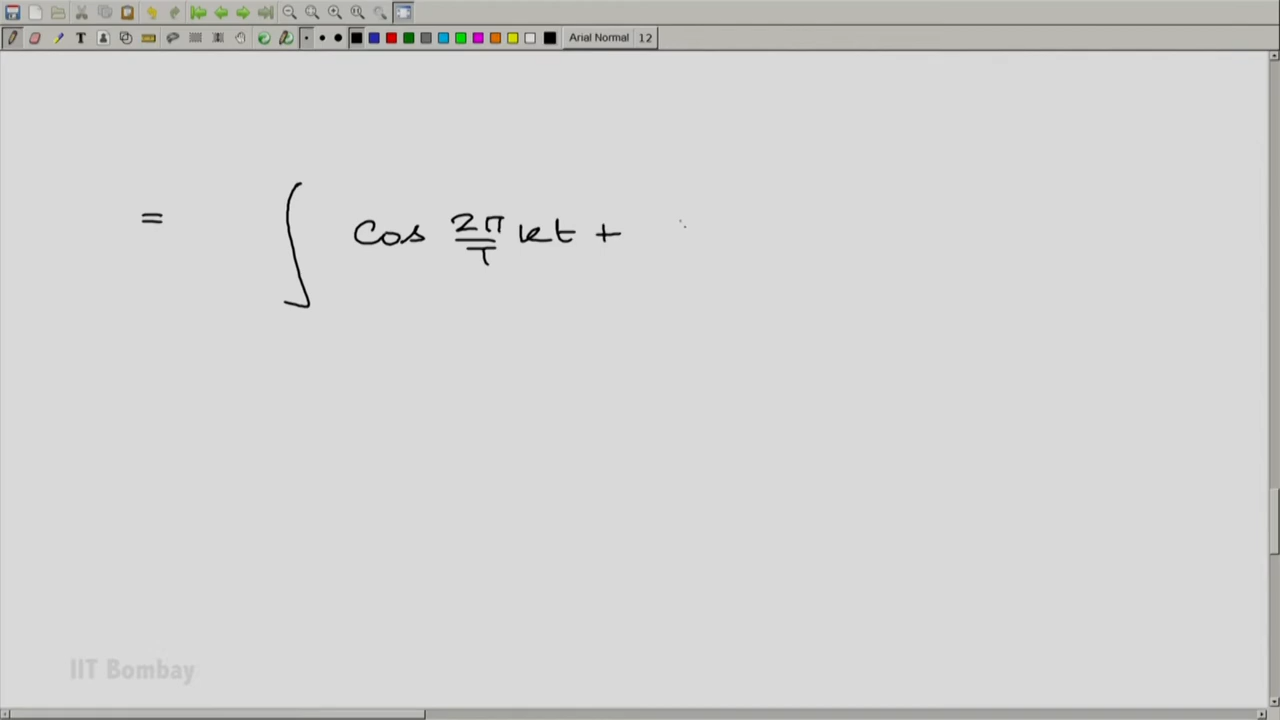 Arial Normal 12
= ∫ cos 2π/T kt +
IIT Bombay